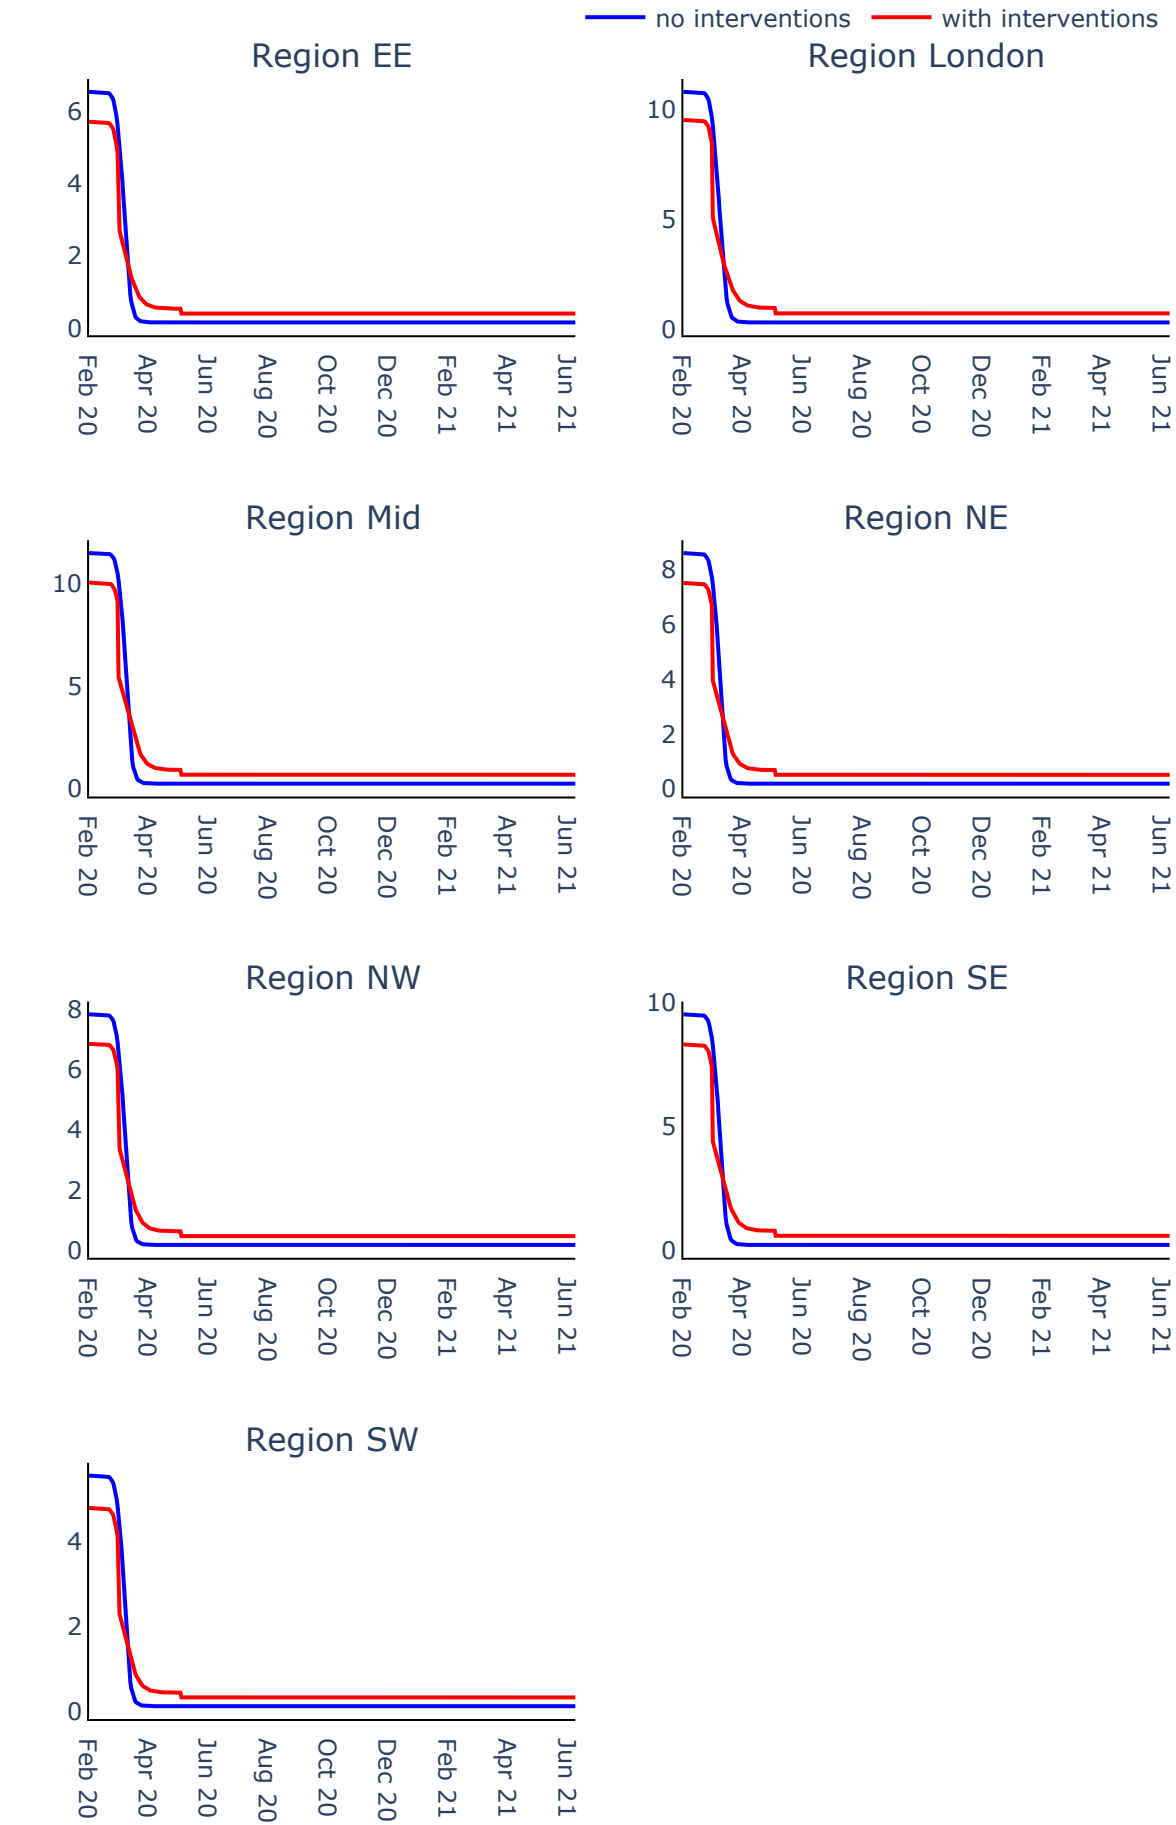 no interventions with interventions
Region EE Region London
6
4
2
0
Feb 20 Apr 20 Jun 20 Aug 20 Oct 20 Dec 20 Feb 21 Apr 21 Jun 21
10
5
0
Feb 20 Apr 20 Jun 20 Aug 20 Oct 20 Dec 20 Feb 21 Apr 21 Jun 21
Region Mid Region NE
10
5
0
Feb 20 Apr 20 Jun 20 Aug 20 Oct 20 Dec 20 Feb 21 Apr 21 Jun 21
8
6
4
2
0
Feb 20 Apr 20 Jun 20 Aug 20 Oct 20 Dec 20 Feb 21 Apr 21 Jun 21
Region NW Region SE
8
6
4
2
0
Feb 20 Apr 20 Jun 20 Aug 20 Oct 20 Dec 20 Feb 21 Apr 21 Jun 21
10
5
0
Feb 20 Apr 20 Jun 20 Aug 20 Oct 20 Dec 20 Feb 21 Apr 21 Jun 21
Region SW
4
2
0
Feb 20 Apr 20 Jun 20 Aug 20 Oct 20 Dec 20 Feb 21 Apr 21 Jun 21